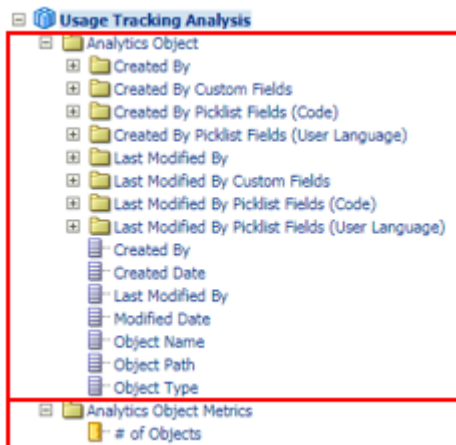 Usage Tracking Analysis
Analytics Object
Created By
Created By Custom Fields
Created By Picklist Fields (Code)
Created By Picklist Fields (User Language)
Last Modified By
Last Modified By Custom Fields
Last Modified By Picklist Fields (Code)
Last Modified By Picklist Fields (User Language)
Created By
Created Date
Last Modified By
Modified Date
Object Name
Object Path
Object Type
Analytics Object Metrics
# of Objects